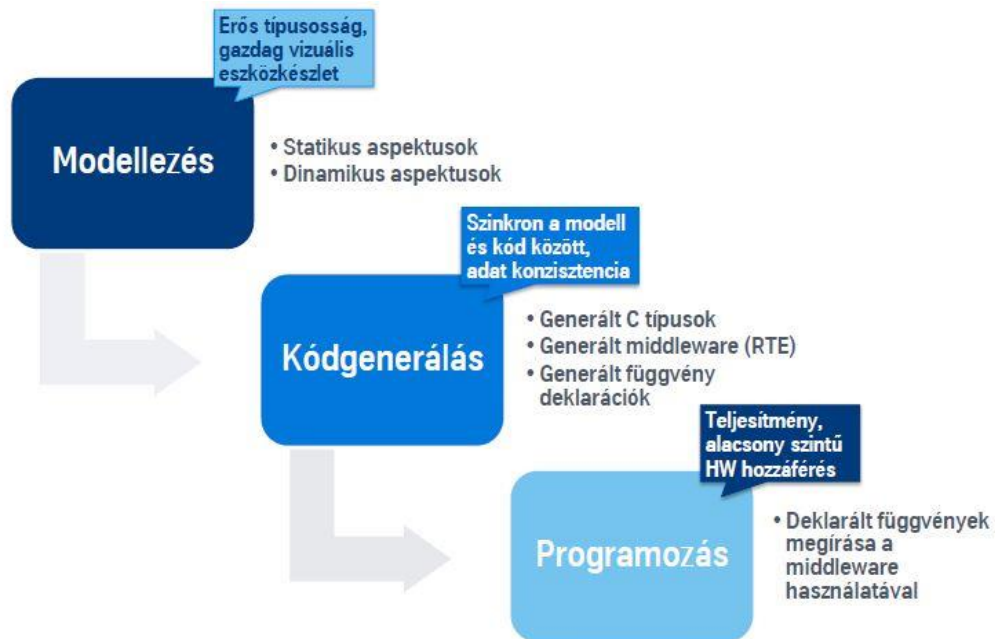 Erős típusosság,
gazdag vizuális
eszközkészlet
Modellezés
• Statikus aspektusok
• Dinamikus aspektusok
Szinkron a modell
és kód között,
adat konzisztencia
Kódgenerálás
• Generált C típusok
• Generált middleware (RTE)
• Generált függvény
deklarációk
Teljesítmény,
alacsony szintű
HW hozzáférés
Programozás
• Deklarált függvények
megírása a
middleware
használatával